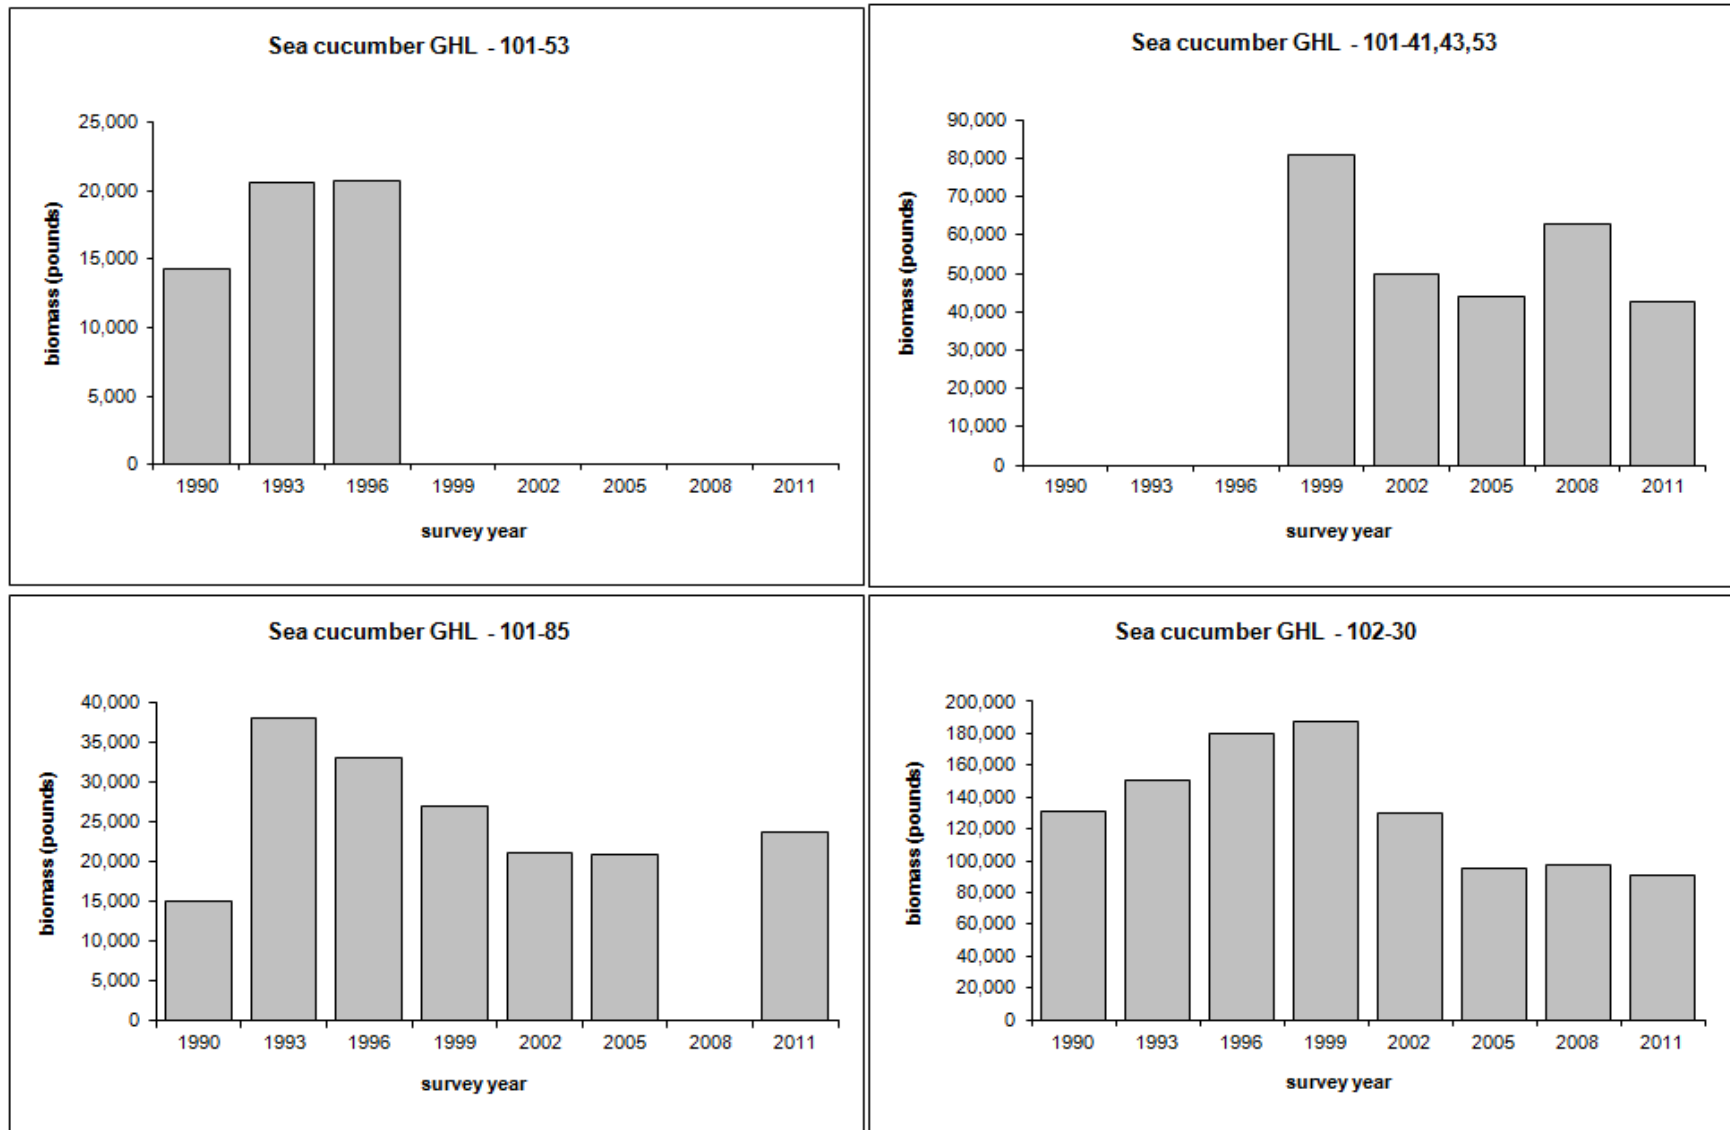 Sea cucumber GHL - 101-53
25,000
20,000
15,000
10,000
5,000
0
biomass (pounds)
1990 1993 1996 1999 2002 2005 2008 2011
survey year
Sea cucumber GHL - 101-41,43,53
90,000
80,000
70,000
60,000
50,000
40,000
30,000
20,000
10,000
0
biomass (pounds)
1990 1993 1996 1999 2002 2005 2008 2011
survey year
Sea cucumber GHL - 101-85
40,000
35,000
30,000
25,000
20,000
15,000
10,000
5,000
0
biomass (pounds)
1990 1993 1996 1999 2002 2005 2008 2011
survey year
Sea cucumber GHL - 102-30
200,000
180,000
160,000
140,000
120,000
100,000
80,000
60,000
40,000
20,000
0
biomass (pounds)
1990 1993 1996 1999 2002 2005 2008 2011
survey year